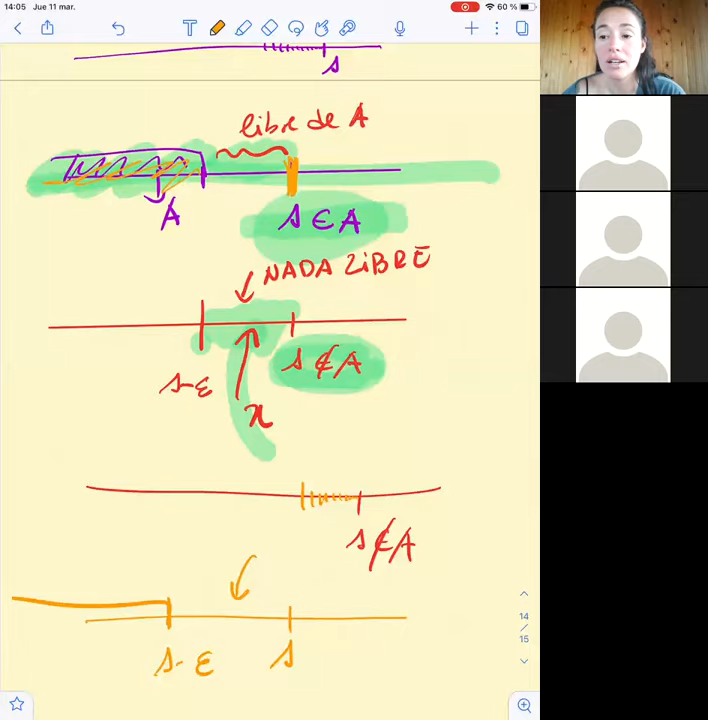 14:05 Jue 11 mar.
60 %
T
s
libre de A
A
s ∈ A
NADA LIBRE
s-ε
s ∉ A
x
s ∉ A
s-ε
s
14
/
15